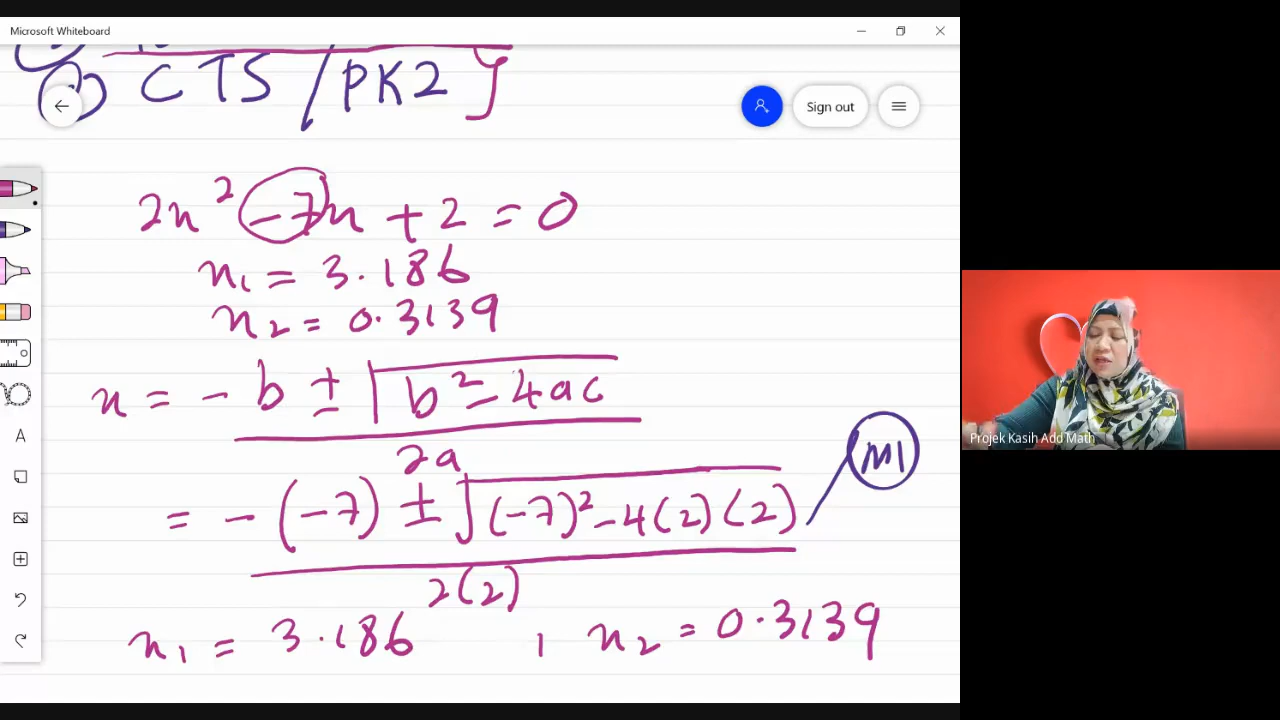 Microsoft Whiteboard
CTS / PK2
Sign out
2x² - 7x + 2 = 0
x₁ = 3.186
x₂ = 0.3139
x = - b ± √b² - 4ac
2a
M1
= - (-7) ± √(-7)² - 4(2)(2)
2(2)
x₁ = 3.186 , x₂ = 0.3139
Projek Kasih Add Math